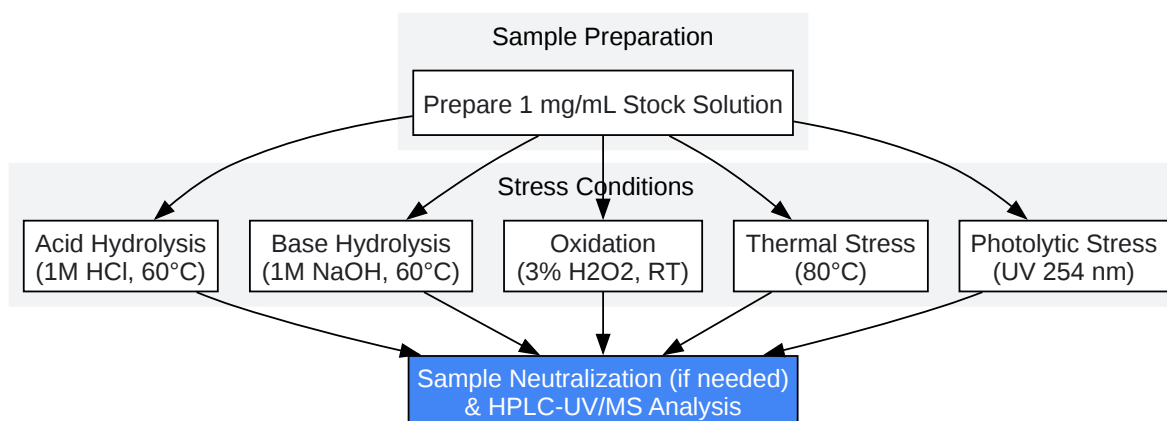 Sample Preparation
Prepare 1 mg/mL Stock Solution
Stress Conditions
Acid Hydrolysis
(1M HCl, 60°C)
Base Hydrolysis
(1M NaOH, 60°C)
Oxidation
(3% H2O2, RT)
Thermal Stress
(80°C)
Photolytic Stress
(UV 254 nm)
Sample Neutralization (if needed)
& HPLC-UV/MS Analysis